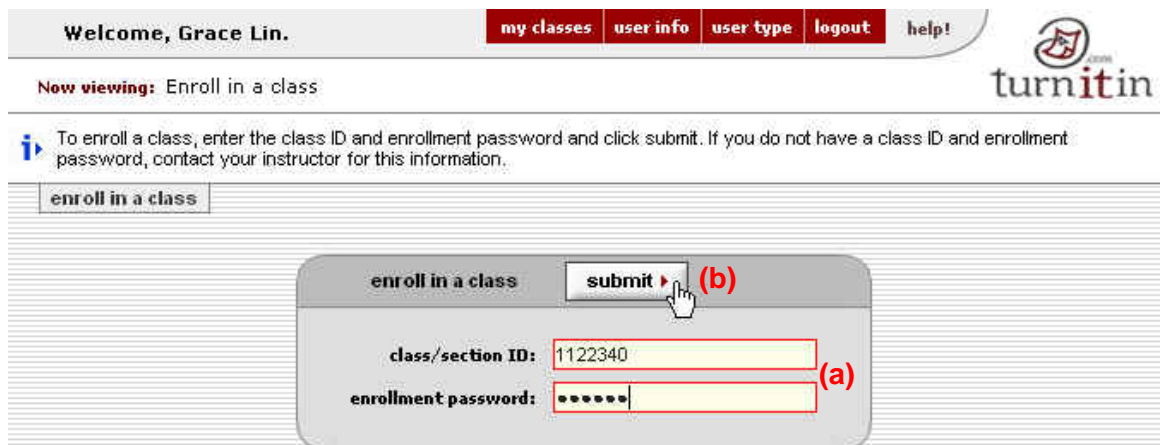 Welcome, Grace Lin.
my classes user info user type logout help!
.com
turnitin
Now viewing: Enroll in a class
To enroll a class, enter the class ID and enrollment password and click submit. If you do not have a class ID and enrollment
password, contact your instructor for this information.
enroll in a class
enroll in a class submit (b)
class/section ID: 1122340
(a)
enrollment password: ••••••